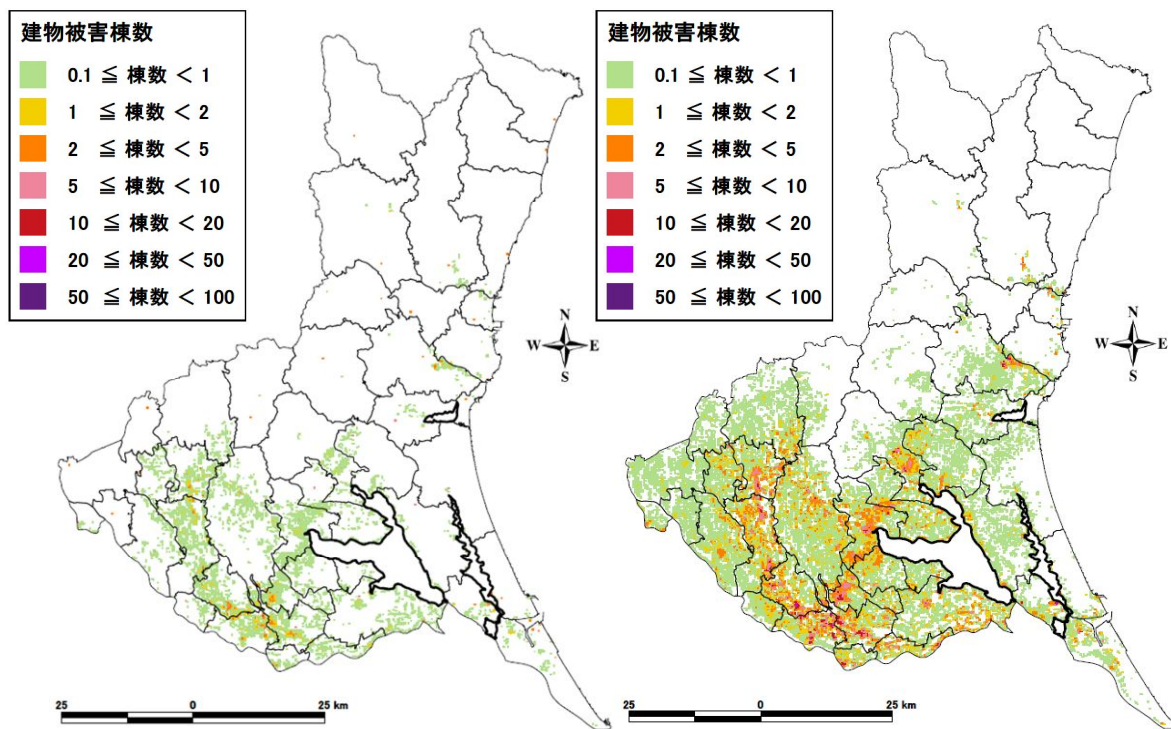 建物被害棟数
0.1 ≦ 棟数 < 1
1 ≦ 棟数 < 2
2 ≦ 棟数 < 5
5 ≦ 棟数 < 10
10 ≦ 棟数 < 20
20 ≦ 棟数 < 50
50 ≦ 棟数 < 100
N
W E
S
25 0 25 km
建物被害棟数
0.1 ≦ 棟数 < 1
1 ≦ 棟数 < 2
2 ≦ 棟数 < 5
5 ≦ 棟数 < 10
10 ≦ 棟数 < 20
20 ≦ 棟数 < 50
50 ≦ 棟数 < 100
N
W E
S
25 0 25 km